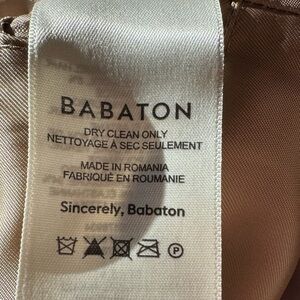 BABATON
DRY CLEAN ONLY
NETTOYAGE À SEC SEULEMENT
MADE IN ROMANIA
FABRIQUÉ EN ROUMANIE
Sincerely, Babaton
P